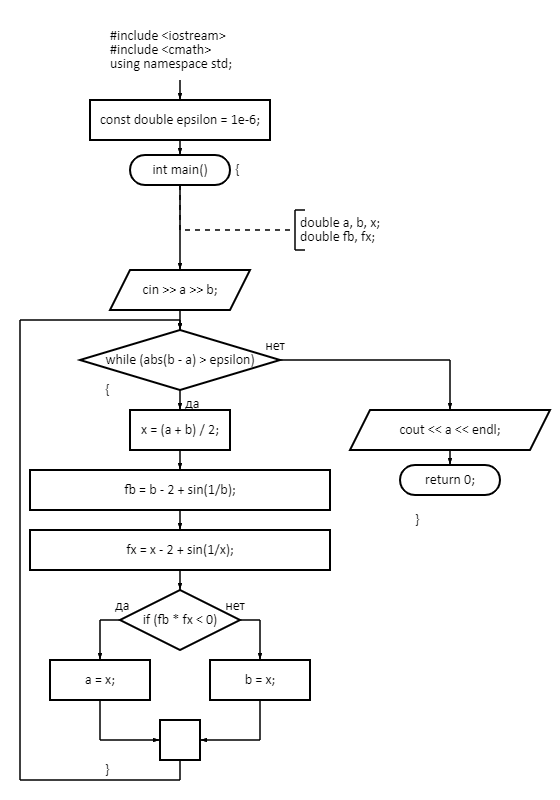 #include <iostream>
#include <cmath>
using namespace std;
const double epsilon = 1e-6;
int main()
{
double a, b, x;
double fb, fx;
cin >> a >> b;
while (abs(b - a) > epsilon)
нет
{
да
x = (a + b) / 2;
cout << a << endl;
fb = b - 2 + sin(1/b);
return 0;
}
fx = x - 2 + sin(1/x);
да
нет
if (fb * fx < 0)
a = x;
b = x;
}